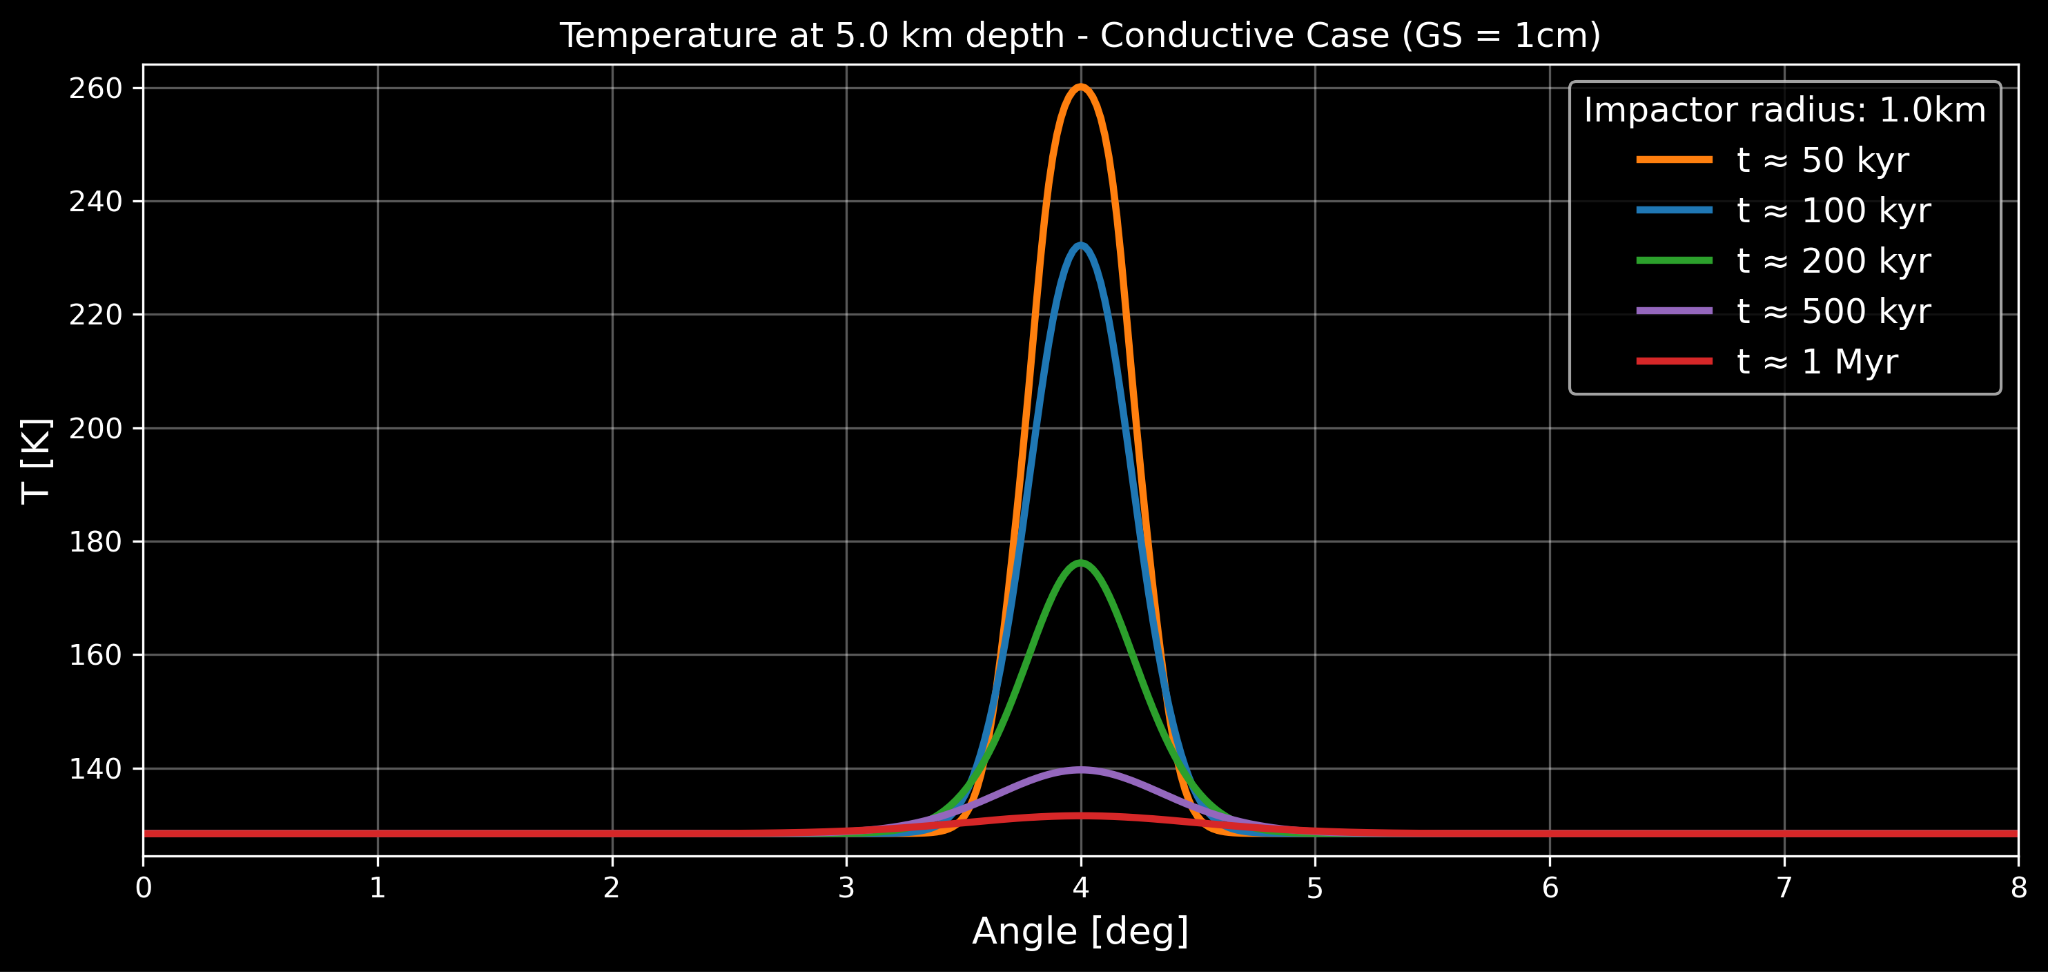 Temperature at 5.0 km depth - Conductive Case (GS = 1cm)
Impactor radius: 1.0km
t ≈ 50 kyr
t ≈ 100 kyr
t ≈ 200 kyr
t ≈ 500 kyr
t ≈ 1 Myr
T [K]
260
240
220
200
180
160
140
0 1 2 3 4 5 6 7 8
Angle [deg]